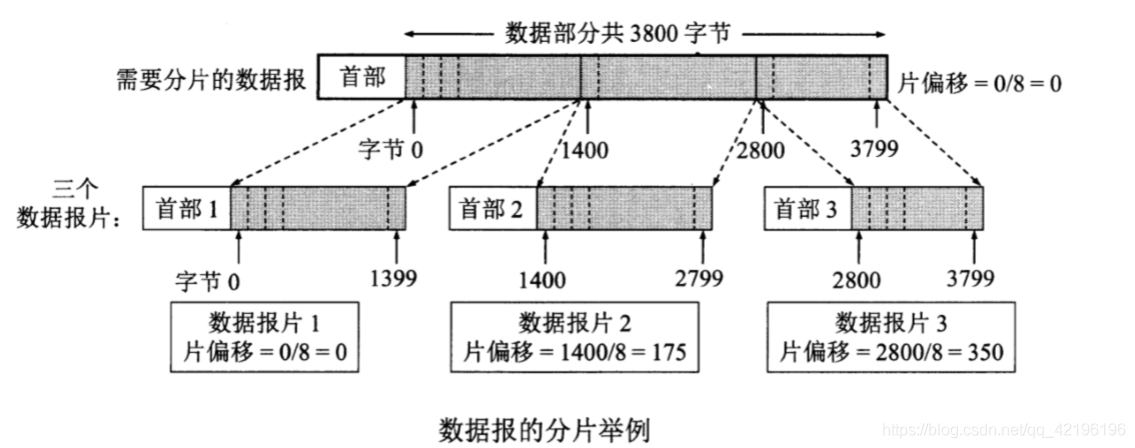 数据部分共 3800 字节
需要分片的数据报
首部
片偏移 = 0/8 = 0
字节 0
1400
2800
3799
三个
数据报片：
首部 1
首部 2
首部 3
字节 0
1399
1400
2799
2800
3799
数据报片 1
片偏移 = 0/8 = 0
数据报片 2
片偏移 = 1400/8 = 175
数据报片 3
片偏移 = 2800/8 = 350
数据报的分片举例
https://blog.csdn.net/qq_42196196